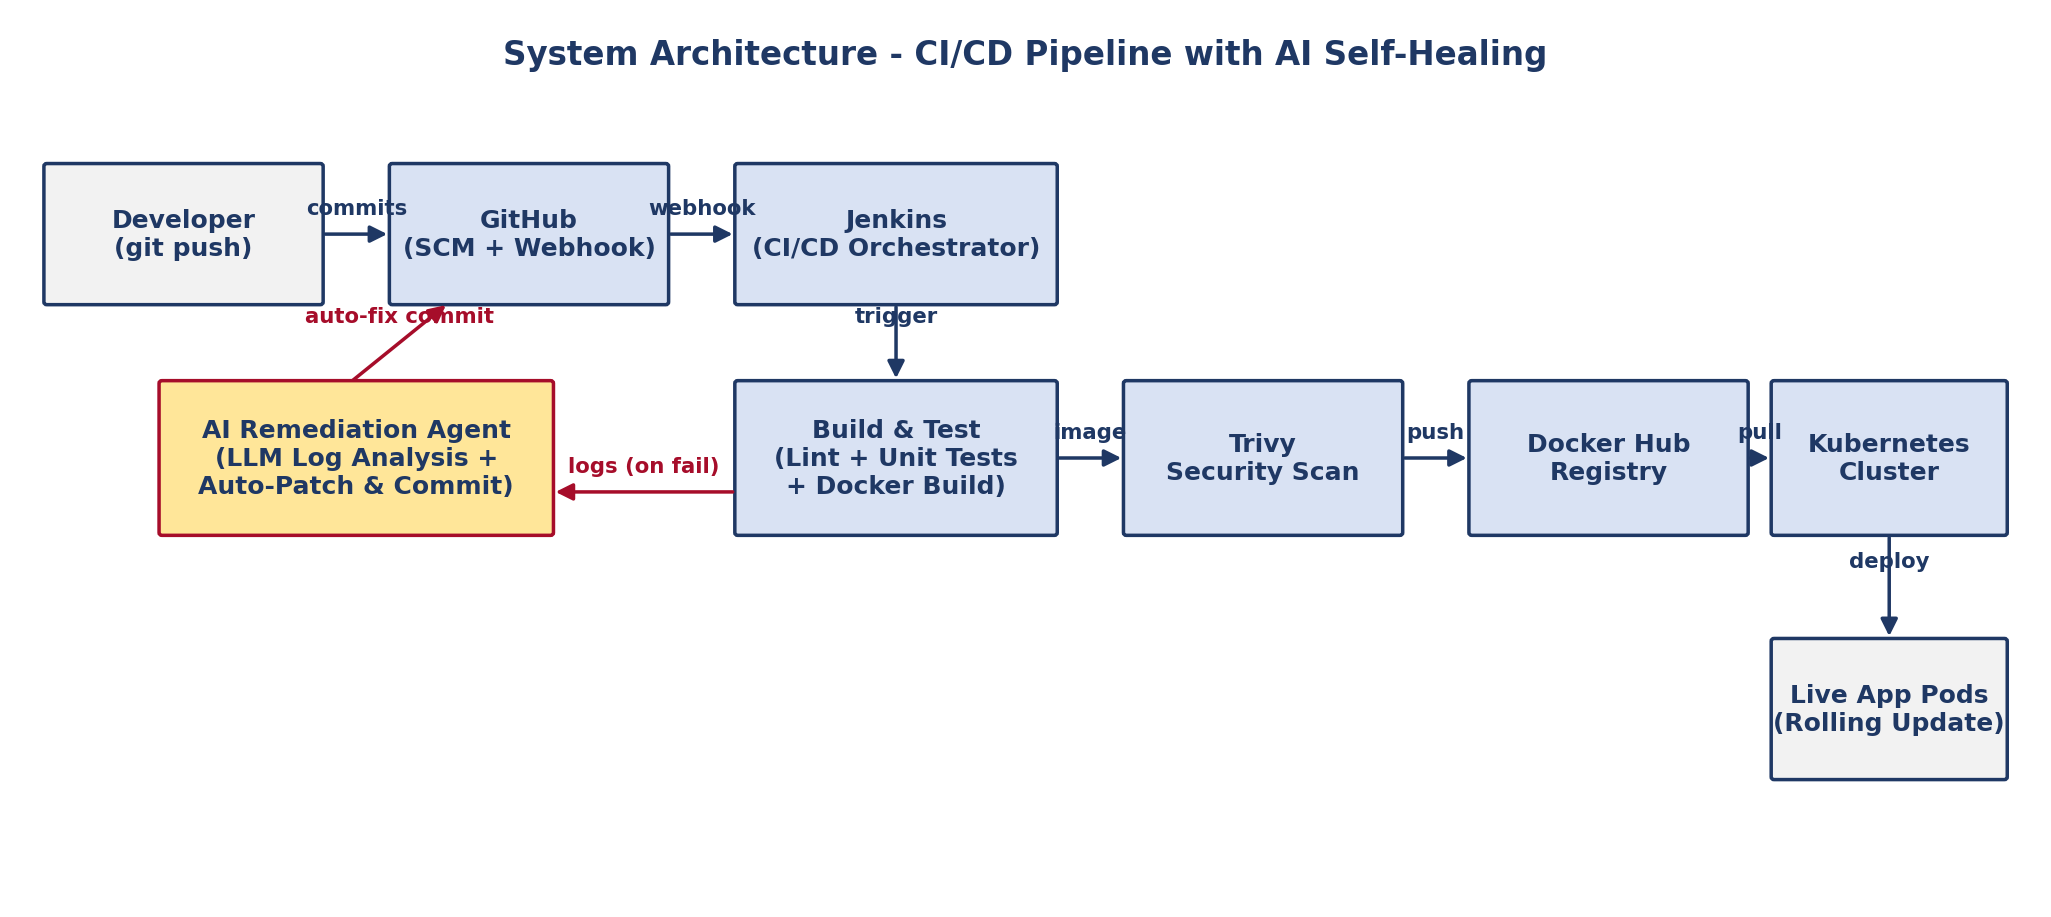 System Architecture - CI/CD Pipeline with AI Self-Healing
Developer
(git push)
commits
GitHub
(SCM + Webhook)
webhook
Jenkins
(CI/CD Orchestrator)
auto-fix commit
trigger
AI Remediation Agent
(LLM Log Analysis +
Auto-Patch & Commit)
logs (on fail)
Build & Test
(Lint + Unit Tests
+ Docker Build)
image
Trivy
Security Scan
push
Docker Hub
Registry
pull
Kubernetes
Cluster
deploy
Live App Pods
(Rolling Update)